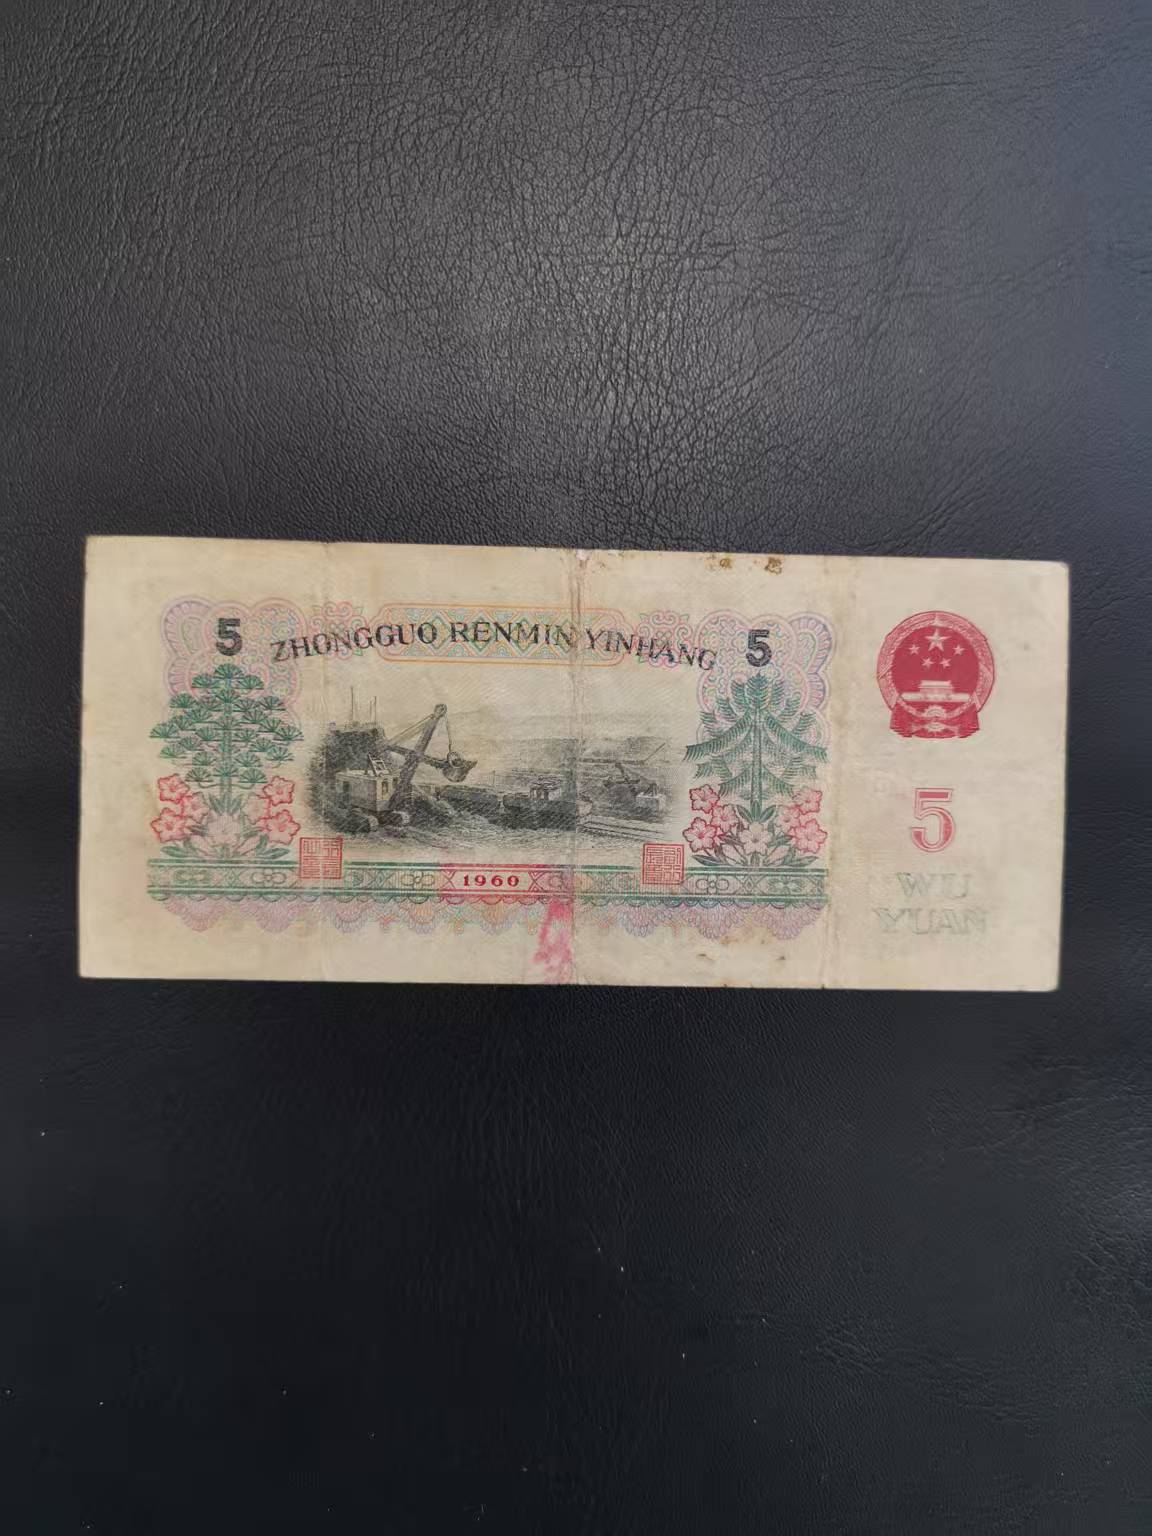 5 ZHONGGUO RENMIN YINHANG 5
5
1960
WU
YUAN